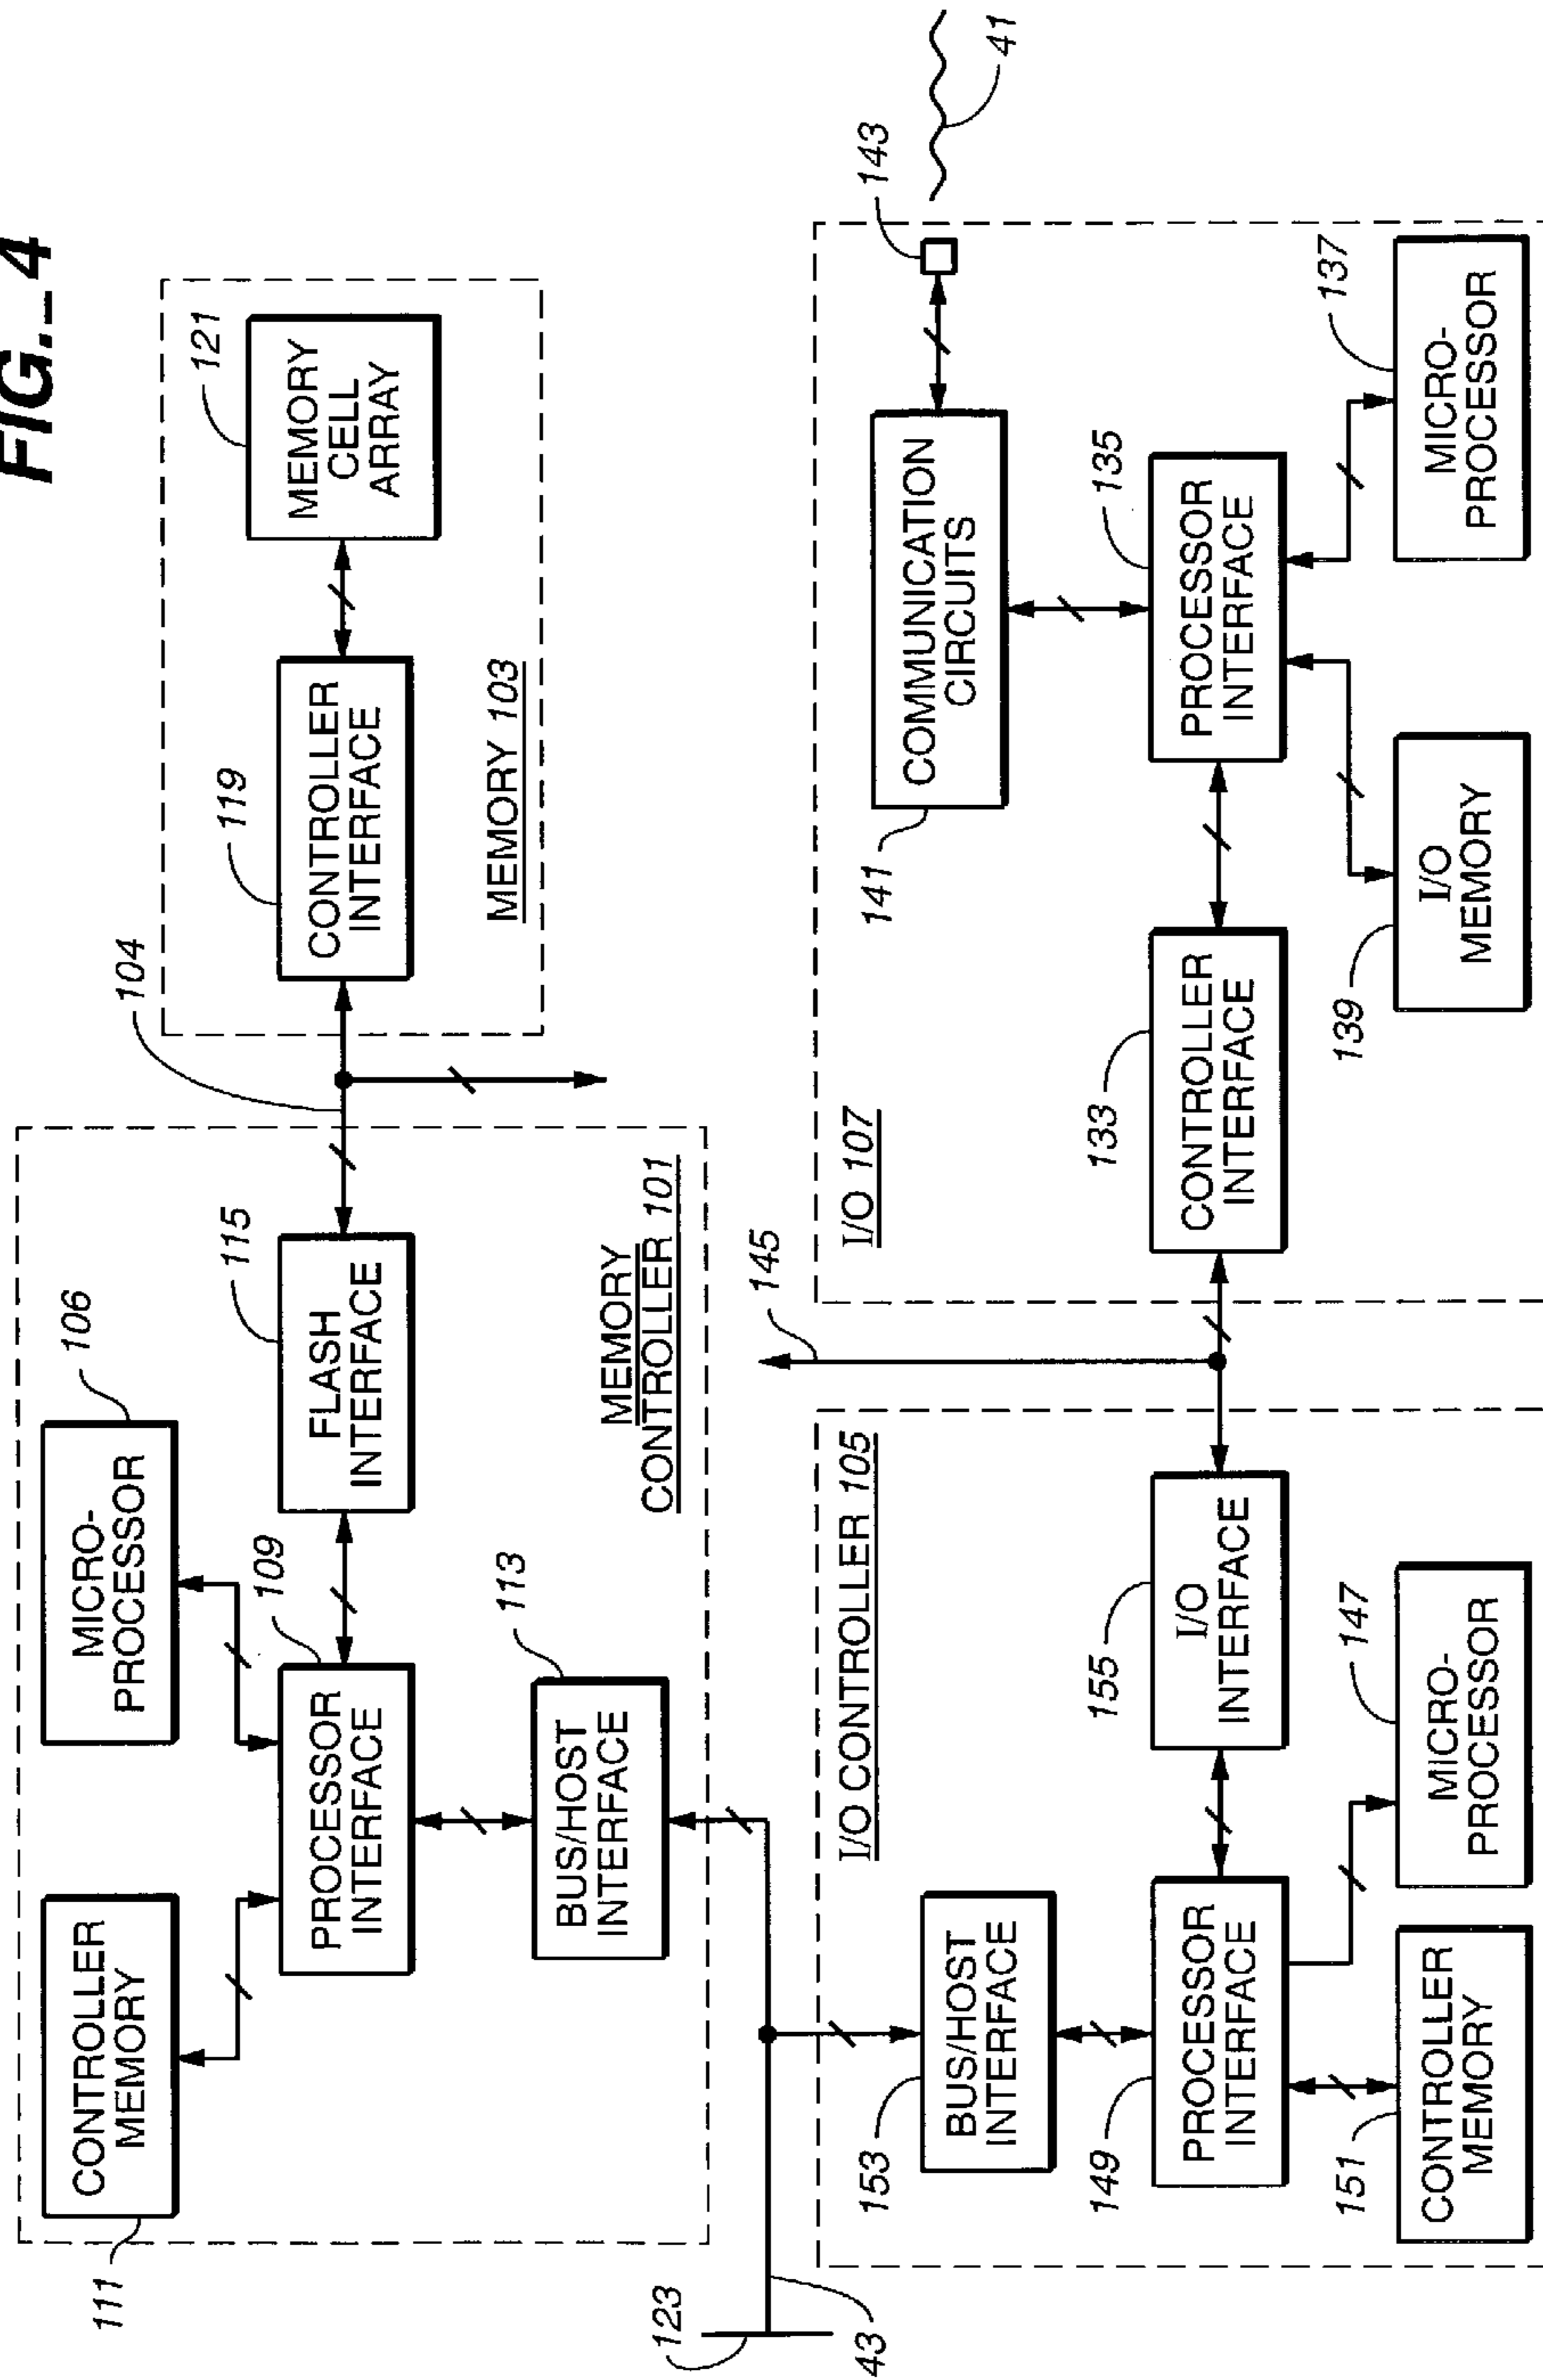 FIG._4
111
CONTROLLER
MEMORY
MICRO-
PROCESSOR
106
109
PROCESSOR
INTERFACE
115
FLASH
INTERFACE
113
BUS/HOST
INTERFACE
MEMORY
CONTROLLER 101
104
119
CONTROLLER
INTERFACE
121
MEMORY
CELL
ARRAY
MEMORY 103
123
43
I/O CONTROLLER 105
153
BUS/HOST
INTERFACE
149
PROCESSOR
INTERFACE
155
I/O
INTERFACE
151
CONTROLLER
MEMORY
147
MICRO-
PROCESSOR
145
I/O 107
133
CONTROLLER
INTERFACE
141
COMMUNICATION
CIRCUITS
143
41
135
PROCESSOR
INTERFACE
139
I/O
MEMORY
137
MICRO-
PROCESSOR